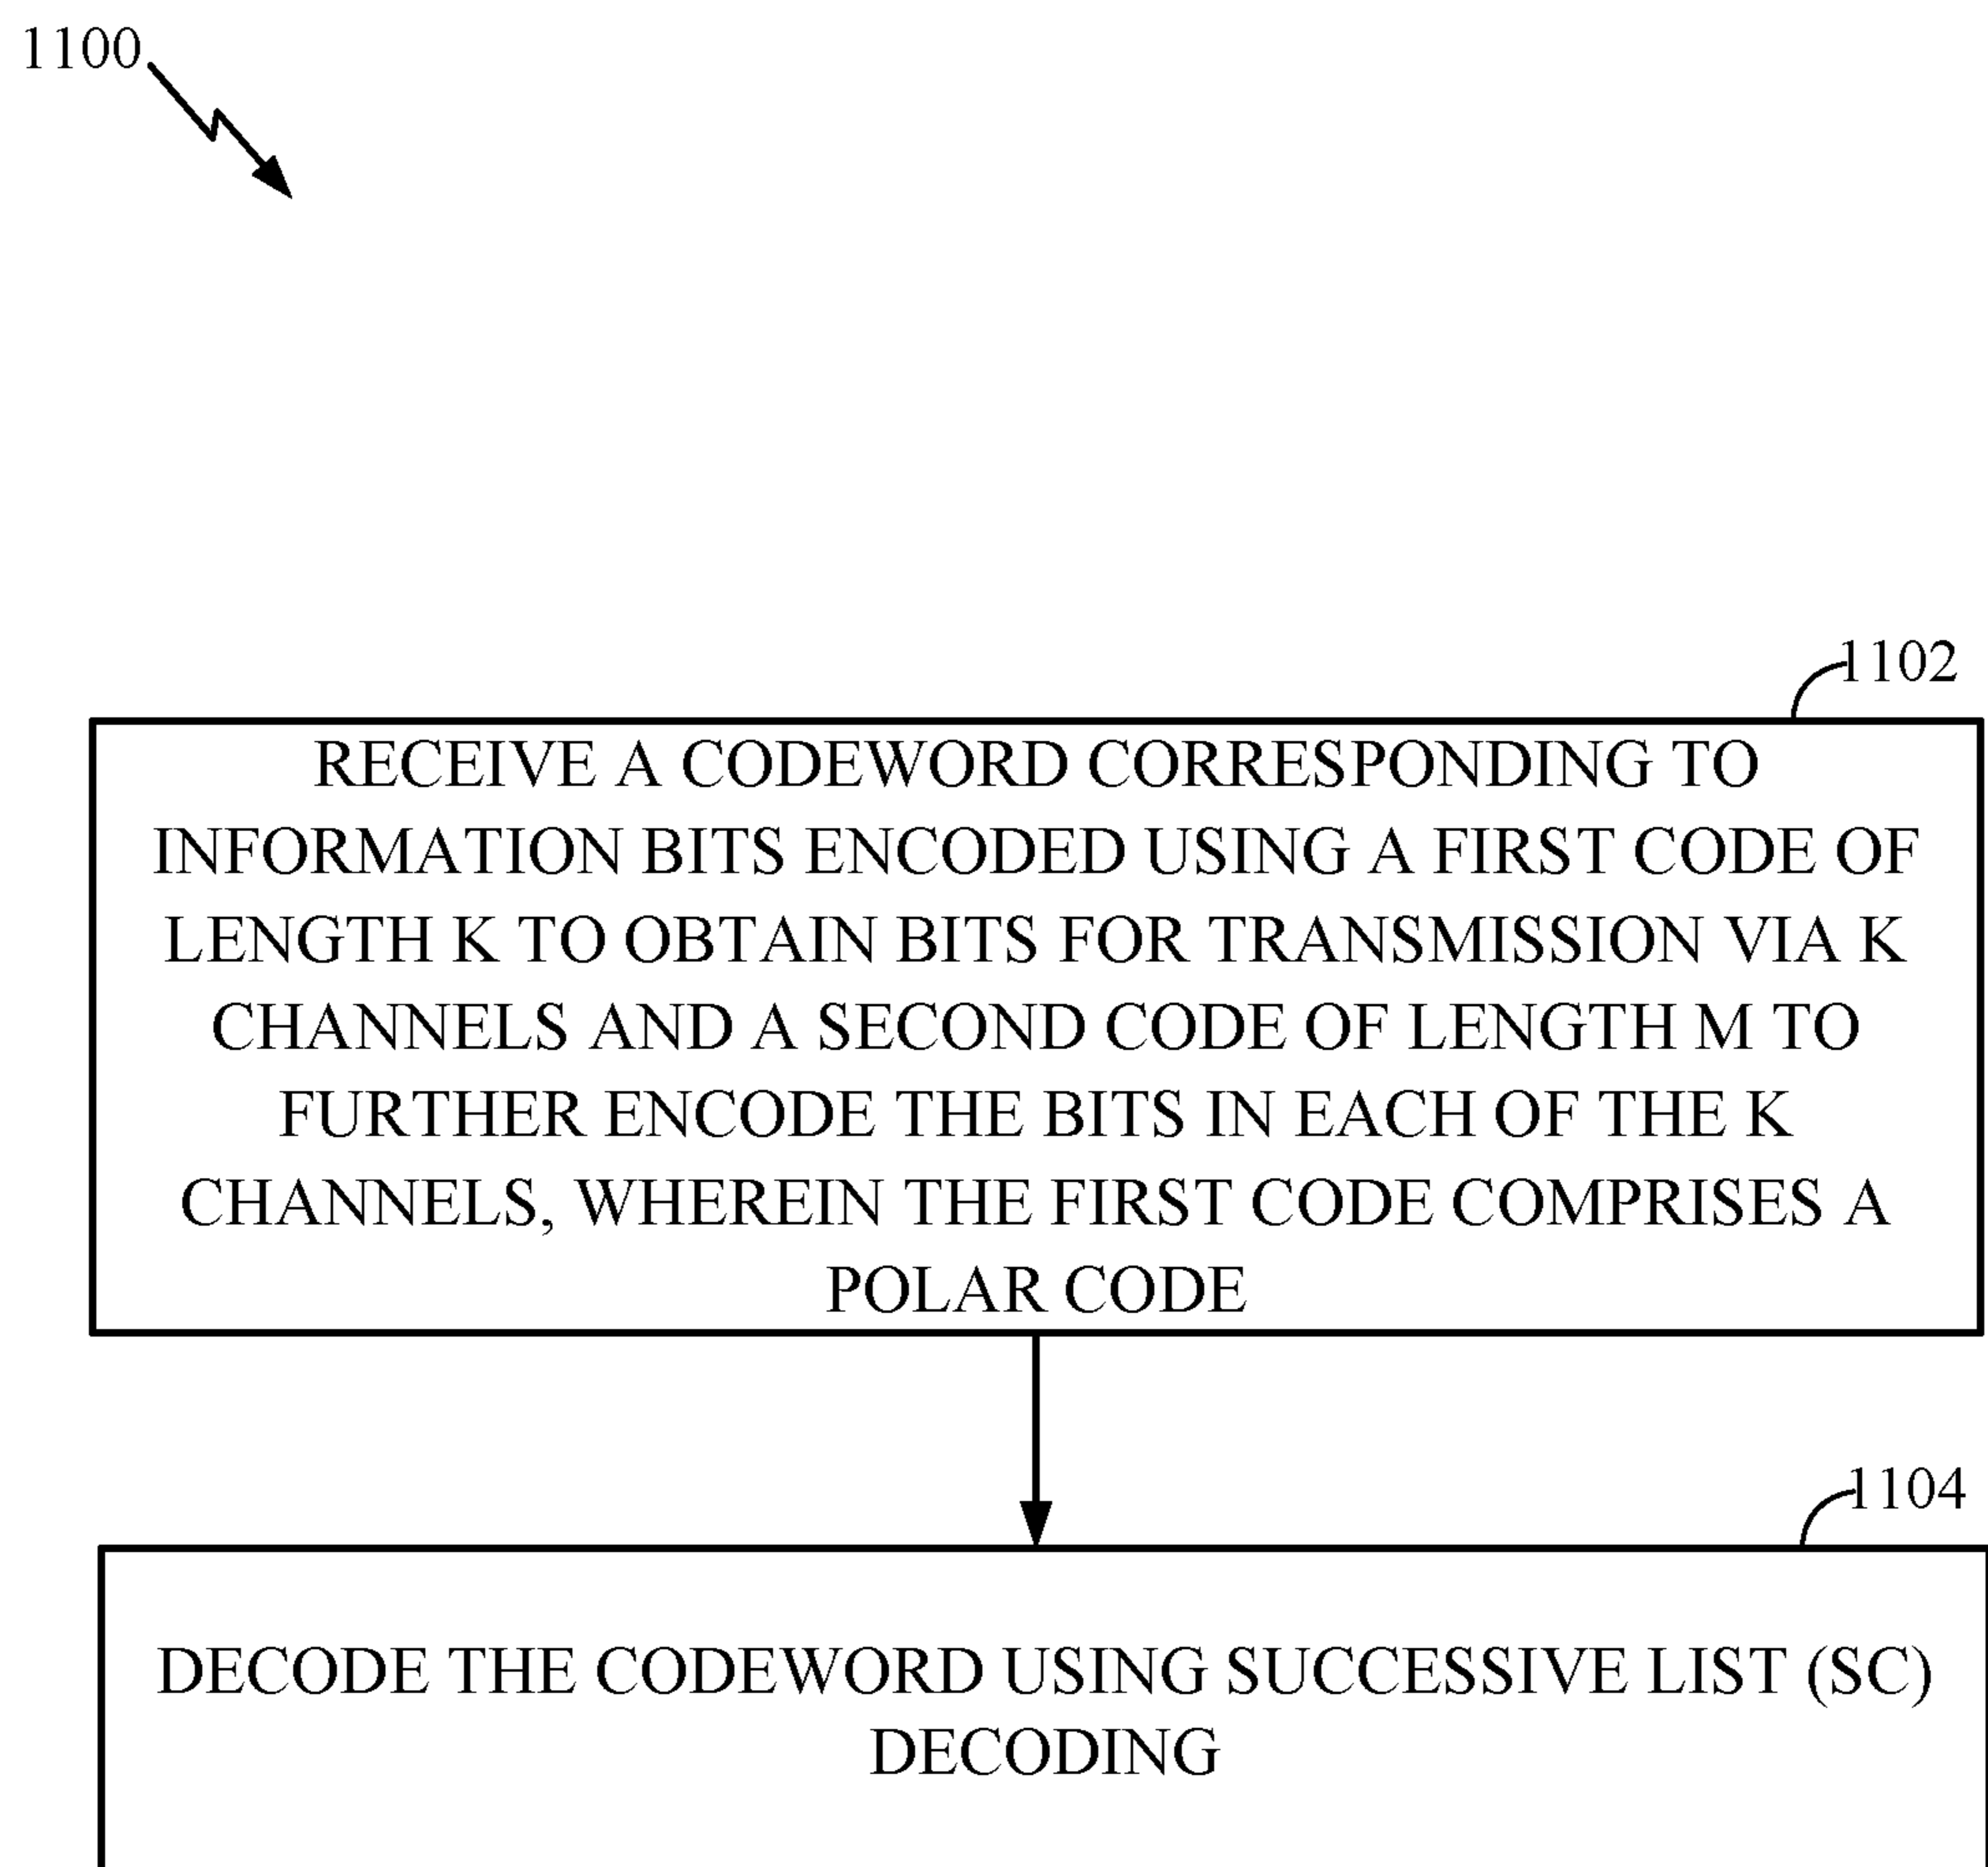 1100
1102
RECEIVE A CODEWORD CORRESPONDING TO
INFORMATION BITS ENCODED USING A FIRST CODE OF
LENGTH K TO OBTAIN BITS FOR TRANSMISSION VIA K
CHANNELS AND A SECOND CODE OF LENGTH M TO
FURTHER ENCODE THE BITS IN EACH OF THE K
CHANNELS, WHEREIN THE FIRST CODE COMPRISES A
POLAR CODE
1104
DECODE THE CODEWORD USING SUCCESSIVE LIST (SC)
DECODING